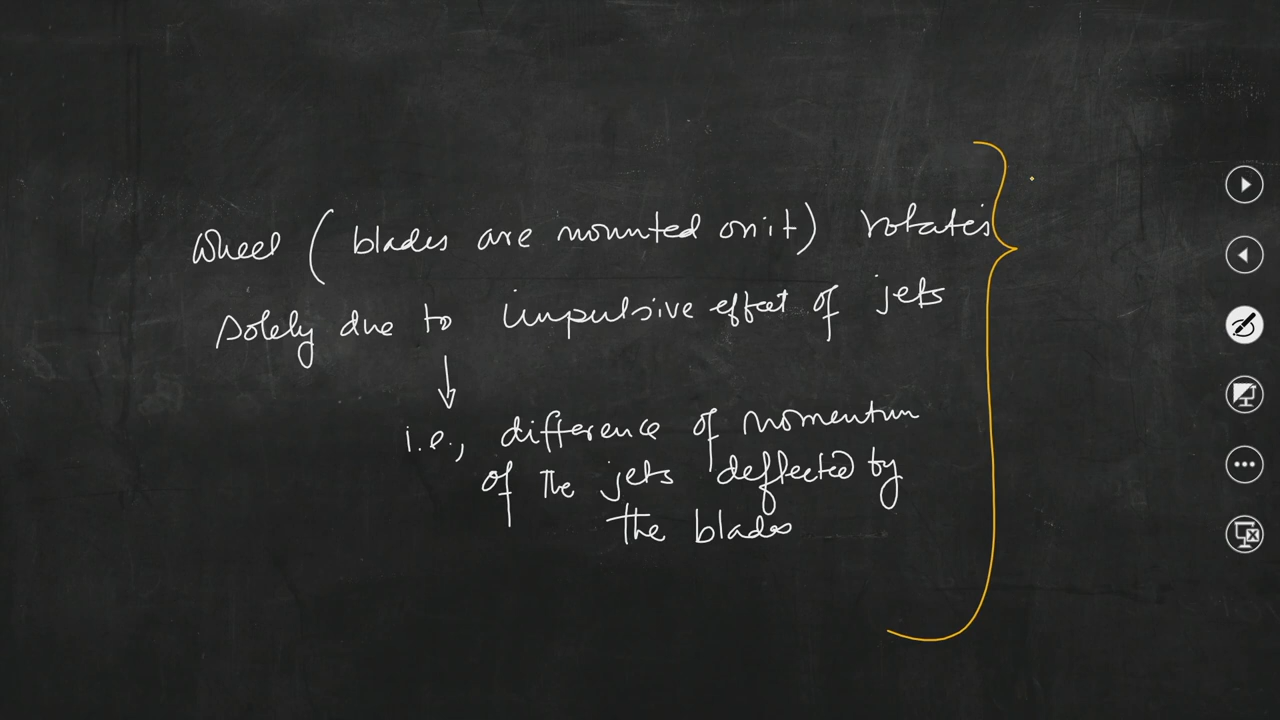 Wheel ( blades are mounted on it ) rotates
solely due to impulsive effect of jets
i.e., difference of momentum
of the jets deflected by
the blades